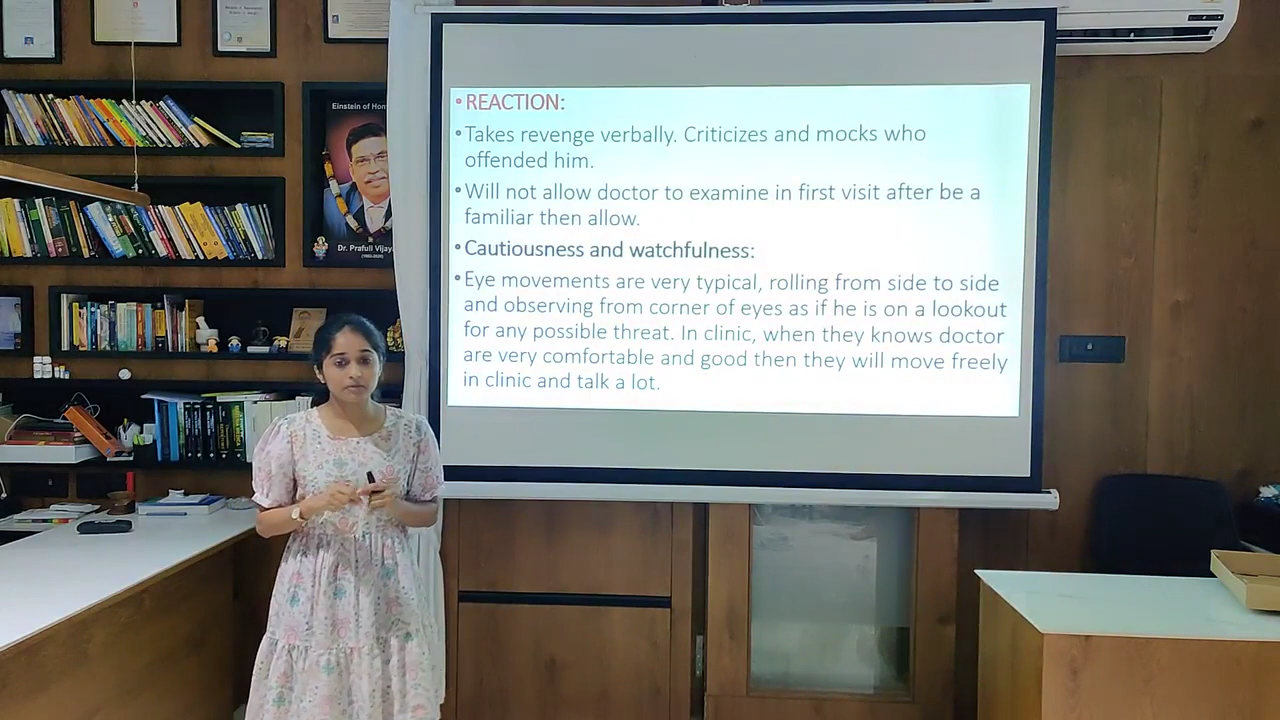 • REACTION:
• Takes revenge verbally. Criticizes and mocks who
offended him.
• Will not allow doctor to examine in first visit after be a
familiar then allow.
• Cautiousness and watchfulness:
• Eye movements are very typical, rolling from side to side
and observing from corner of eyes as if he is on a lookout
for any possible threat. In clinic, when they knows doctor
are very comfortable and good then they will move freely
in clinic and talk a lot.
Einstein of Hom
Dr. Prafull Vijay